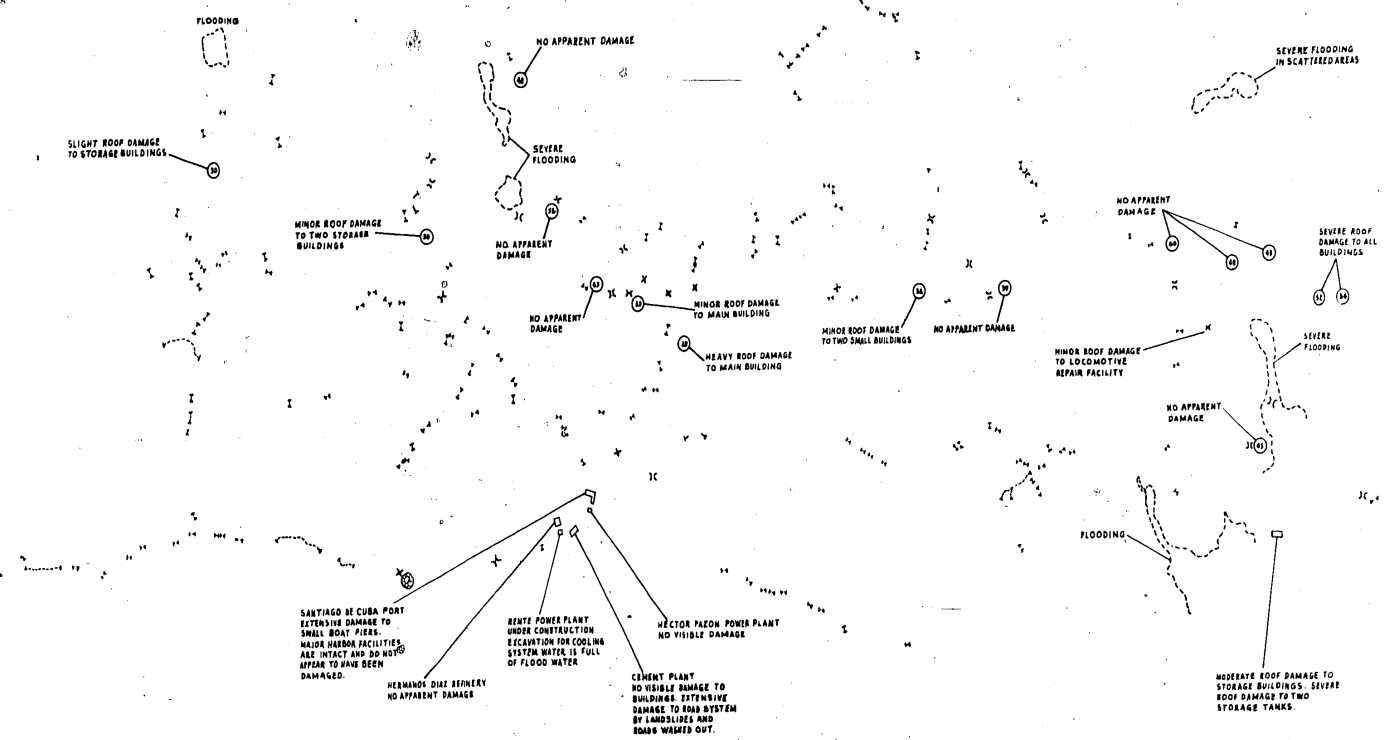 FLOODING
NO APPARENT DAMAGE
SEVERE FLOODING
IN SCATTERED AREAS
SLIGHT ROOF DAMAGE
TO STORAGE BUILDINGS
30
SEVERE
FLOODING
MINOR ROOF DAMAGE
TO TWO STORAGE
BUILDINGS
NO APPARENT
DAMAGE
NO APPARENT
DAMAGE
SEVERE ROOF
DAMAGE TO ALL
BUILDINGS
NO APPARENT
DAMAGE
MINOR ROOF DAMAGE
TO MAIN BUILDING
HEAVY ROOF DAMAGE
TO MAIN BUILDING
MINOR ROOF DAMAGE
TO TWO SMALL BUILDINGS
NO APPARENT DAMAGE
MINOR ROOF DAMAGE
TO LOCOMOTIVE
REPAIR FACILITY
SEVERE
FLOODING
NO APPARENT
DAMAGE
45
FLOODING
SANTIAGO DE CUBA PORT
EXTENSIVE DAMAGE TO
SMALL BOAT PIERS.
MAJOR HARBOR FACILITIES
ARE INTACT AND DO NOT
APPEAR TO HAVE BEEN
DAMAGED.
HERMANOS DIAZ REFINERY
NO APPARENT DAMAGE
RENTE POWER PLANT
UNDER CONSTRUCTION.
EXCAVATION FOR COOLING
SYSTEM WATER IS FULL
OF FLOOD WATER
HECTOR PAZON POWER PLANT
NO VISIBLE DAMAGE
CEMENT PLANT
NO VISIBLE DAMAGE TO
BUILDINGS. EXTENSIVE
DAMAGE TO ROAD SYSTEM
BY LANDSLIDES AND
ROADS WASHED OUT.
MODERATE ROOF DAMAGE TO
STORAGE BUILDINGS. SEVERE
ROOF DAMAGE TO TWO
STORAGE TANKS.